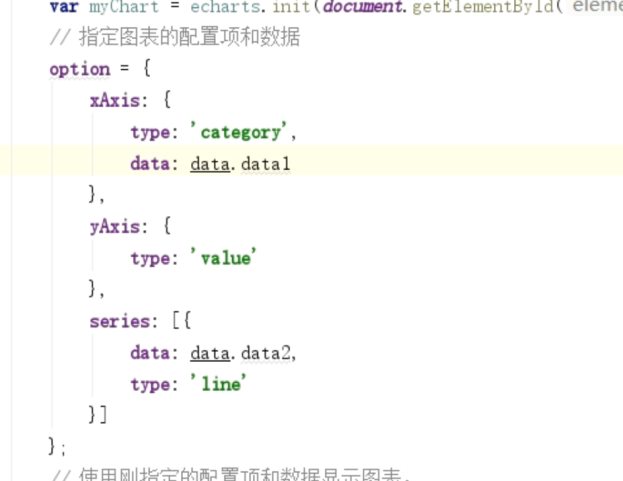 var myChart = echarts.init(document.getElementById( eleme
// 指定图表的配置项和数据
option = {
xAxis: {
type: 'category',
data: data.data1
},
yAxis: {
type: 'value'
},
series: [{
data: data.data2,
type: 'line'
}]
};
// 使用刚指定的配置项和数据显示图表。